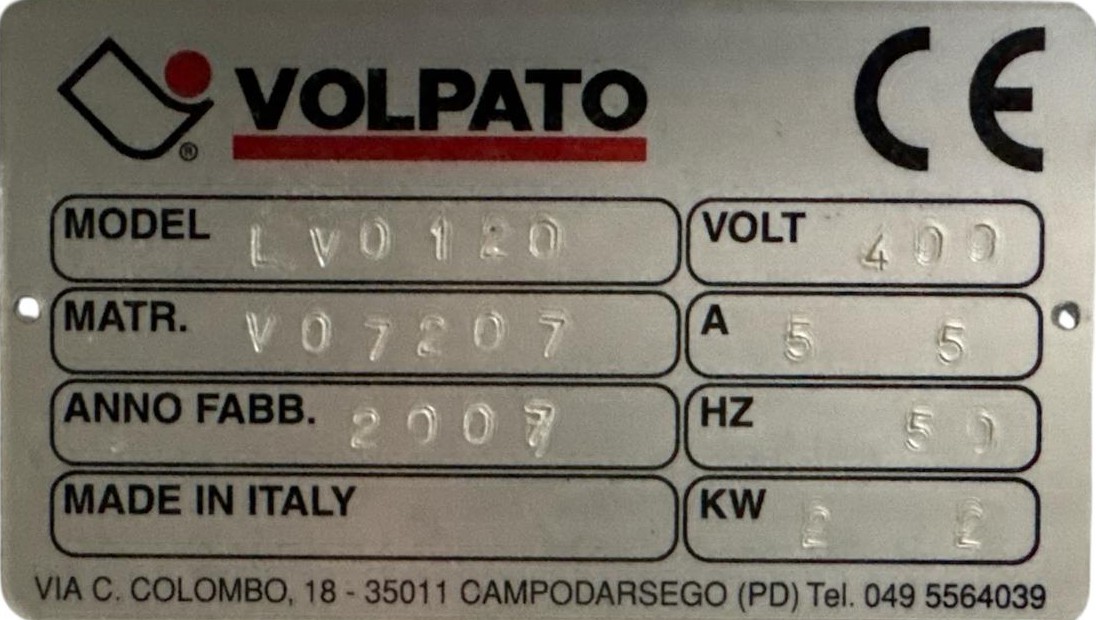 VOLPATO
®
CE
MODEL LV0120
VOLT 400
MATR. V07207
A 5 5
ANNO FABB. 2007
HZ 50
MADE IN ITALY
KW 2 2
VIA C. COLOMBO, 18 - 35011 CAMPODARSEGO (PD) Tel. 049 5564039